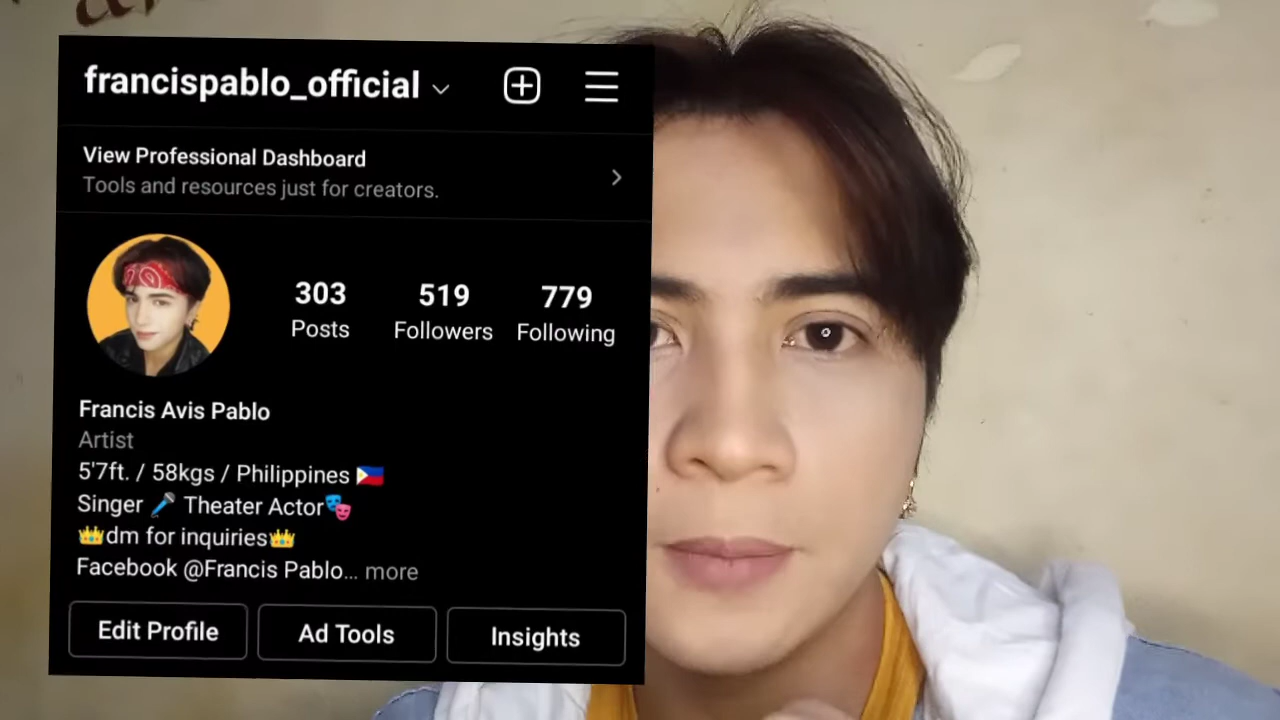 francispablo_official
View Professional Dashboard
Tools and resources just for creators.
303 519 779
Posts Followers Following
Francis Avis Pablo
Artist
5'7ft. / 58kgs / Philippines 🇵🇭
Singer 🎤 Theater Actor🎭
👑dm for inquiries👑
Facebook @Francis Pablo... more
Edit Profile Ad Tools Insights